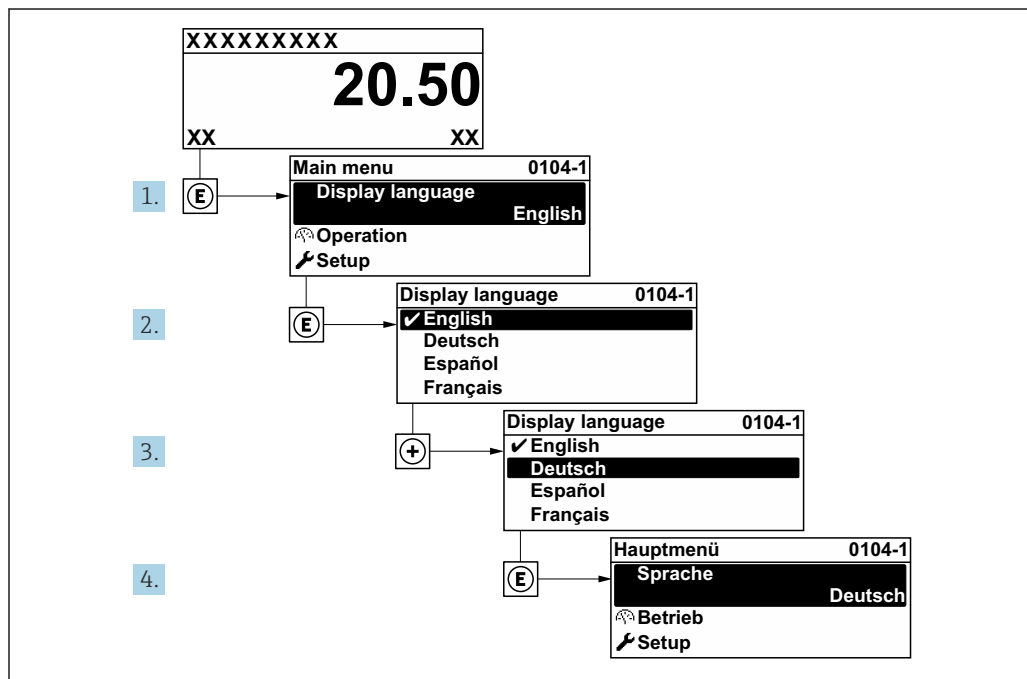 XXXXXXXXX
20.50
XX XX
1. E
Main menu 0104-1
Display language
English
Operation
Setup
2. E
Display language 0104-1
✔English
Deutsch
Español
Français
3. +
Display language 0104-1
✔English
Deutsch
Español
Français
4. E
Hauptmenü 0104-1
Sprache
Deutsch
Betrieb
Setup